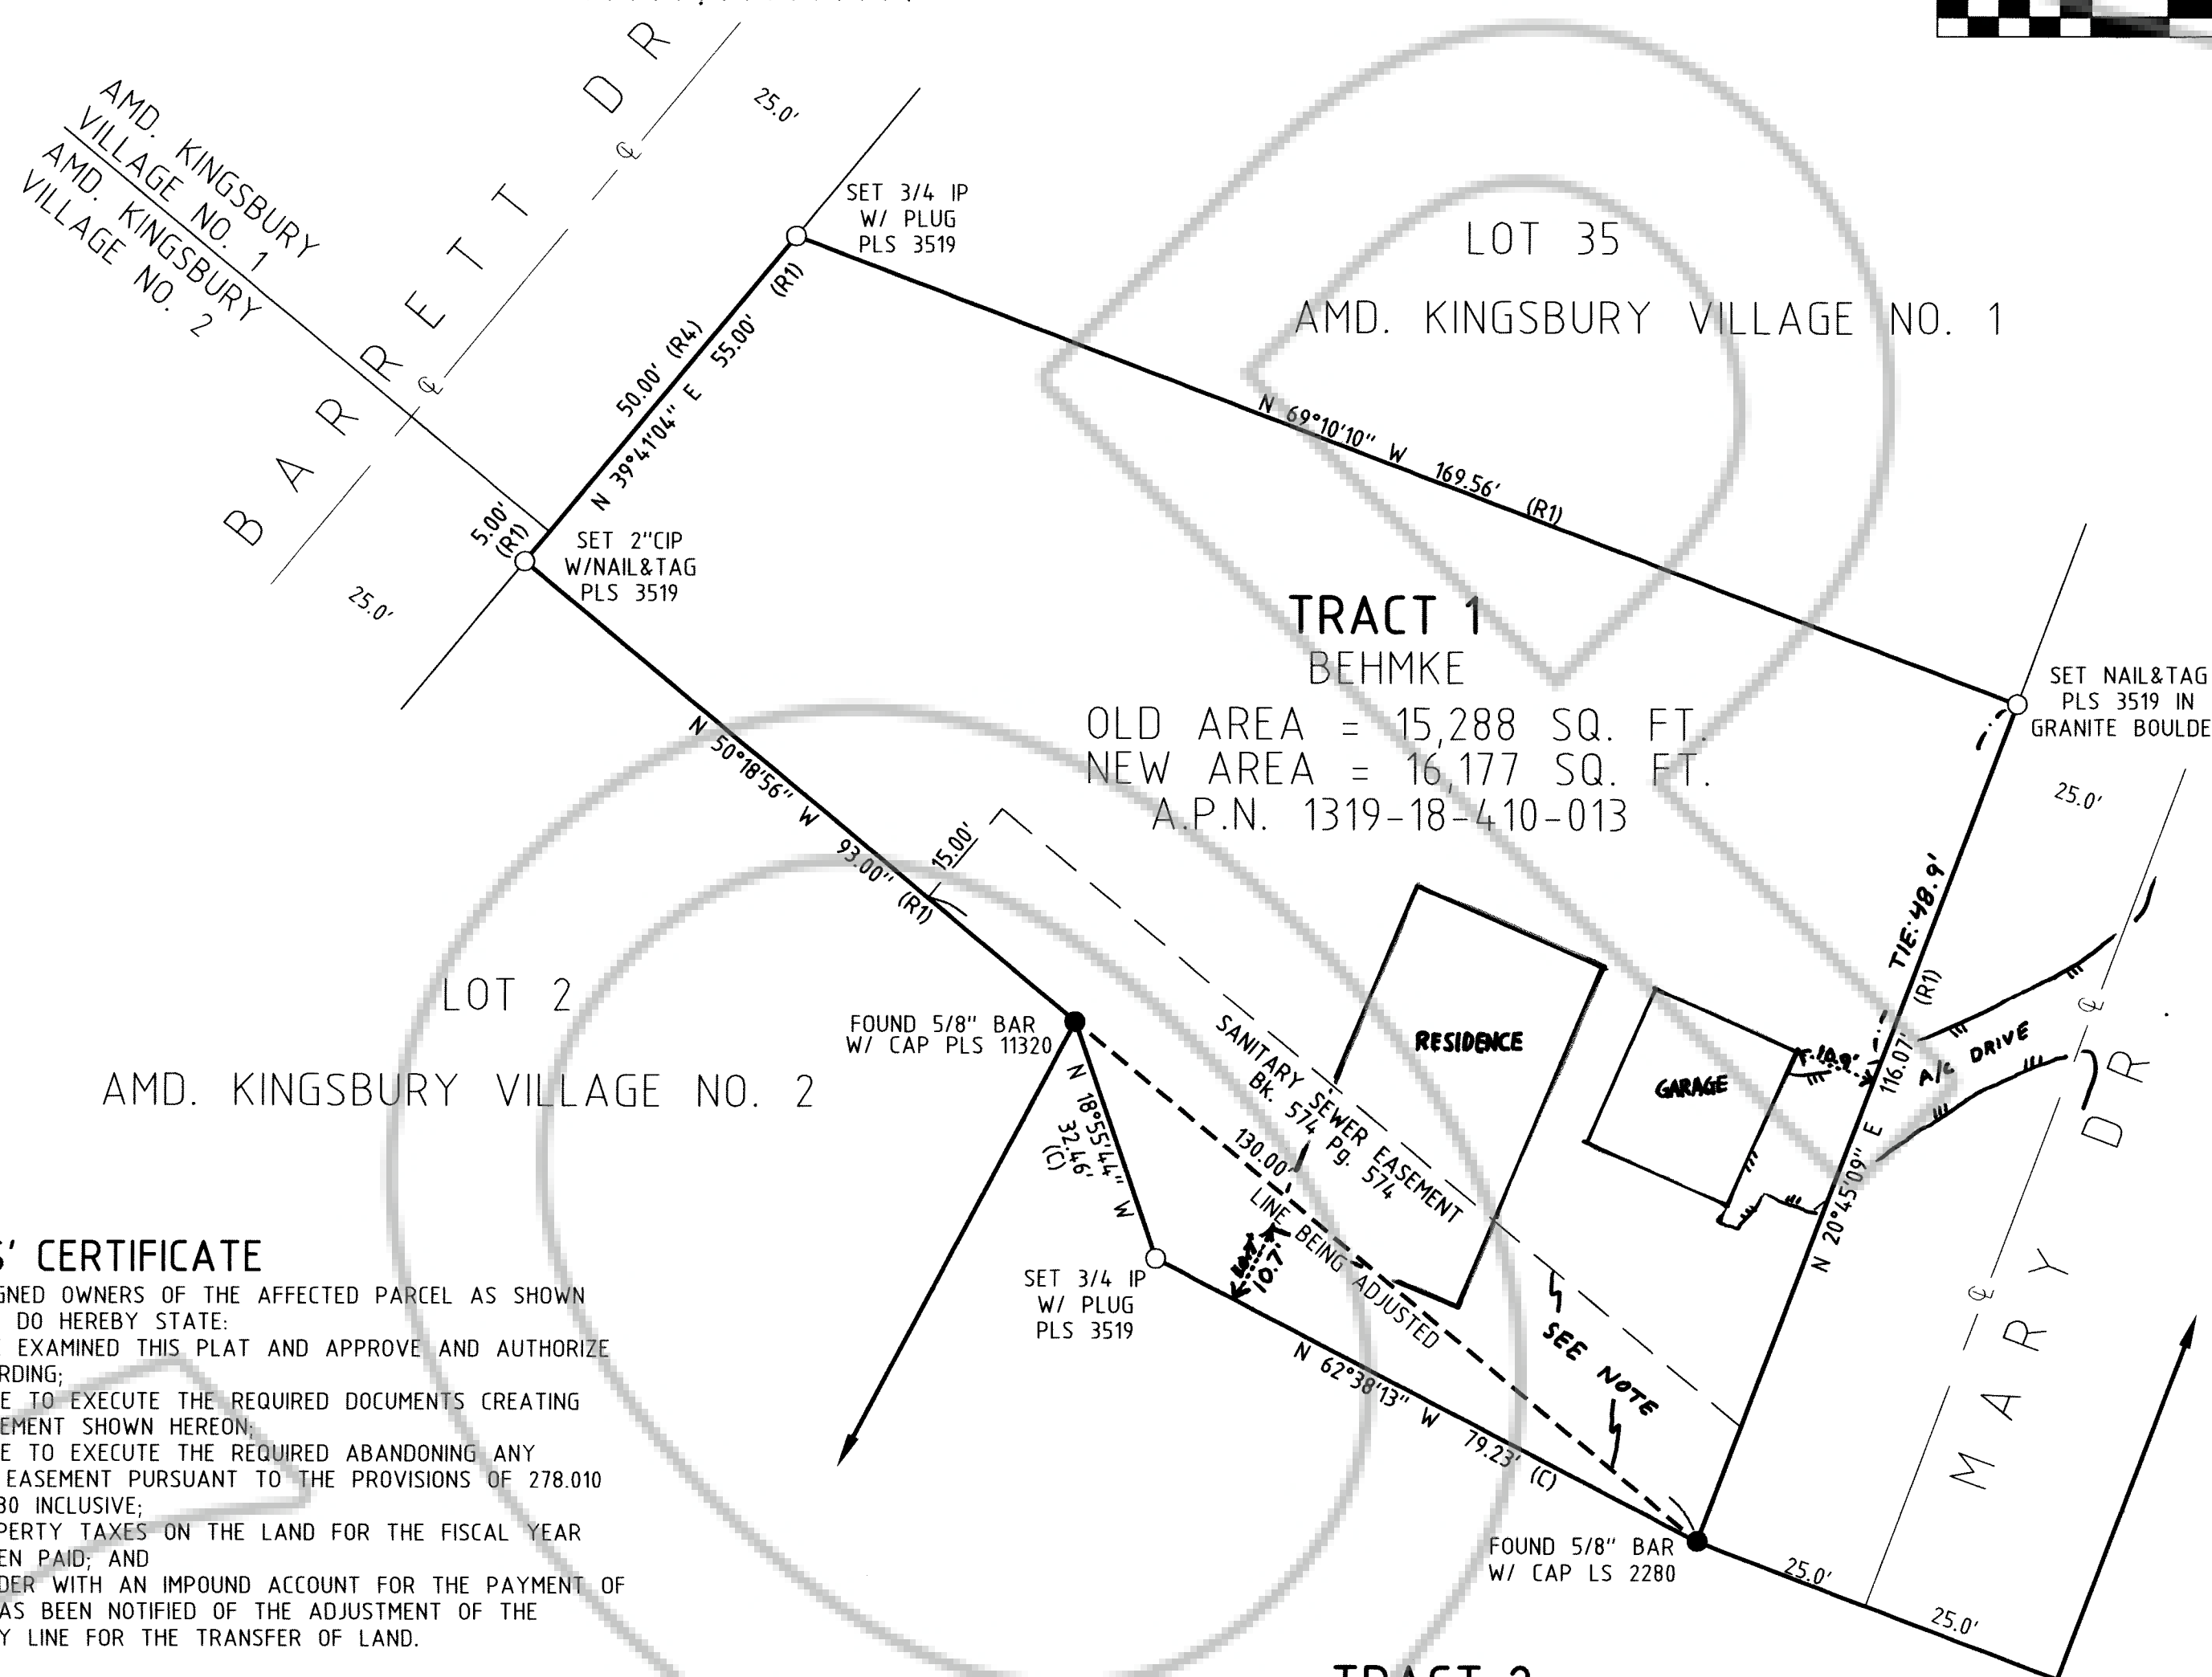 AMD. KINGSBURY
VILLAGE NO. 1
AMD. KINGSBURY
VILLAGE NO. 2
BARRETT DR
℄
℄
25.0'
SET 3/4 IP
W/ PLUG
PLS 3519
LOT 35
AMD. KINGSBURY VILLAGE NO. 1
50.00' (R4)
N 39°41'04" E 55.00' (R1)
5.00'
(R1)
25.0'
SET 2"CIP
W/NAIL&TAG
PLS 3519
N 69°10'10" W 169.56' (R1)
TRACT 1
BEHMKE
OLD AREA = 15,288 SQ. FT.
NEW AREA = 16,177 SQ. FT.
A.P.N. 1319-18-410-013
SET NAIL&TAG
PLS 3519 IN
GRANITE BOULDE
25.0'
N 50°18'56" W 93.00" (R1)
15.00'
TIE: 48.9'
LOT 2
AMD. KINGSBURY VILLAGE NO. 2
FOUND 5/8" BAR
W/ CAP PLS 11320
N 18°55'44" W
32.46'
(C)
SANITARY SEWER EASEMENT
Bk. 574 Pg. 574
130.00'
LINE BEING ADJUSTED
RESIDENCE
GARAGE
10.9'
A/C DRIVE
N 20°45'09" E 116.07' (R1)
℄
℄
MARY DR.
10.7'
SET 3/4 IP
W/ PLUG
PLS 3519
SEE NOTE
N 62°38'13" W 79.23' (C)
FOUND 5/8" BAR
W/ CAP LS 2280
25.0'
25.0'
S' CERTIFICATE
GNED OWNERS OF THE AFFECTED PARCEL AS SHOWN
DO HEREBY STATE:
EXAMINED THIS PLAT AND APPROVE AND AUTHORIZE
RDING;
E TO EXECUTE THE REQUIRED DOCUMENTS CREATING
EMENT SHOWN HEREON;
E TO EXECUTE THE REQUIRED ABANDONING ANY
EASEMENT PURSUANT TO THE PROVISIONS OF 278.010
30 INCLUSIVE;
PERTY TAXES ON THE LAND FOR THE FISCAL YEAR
EN PAID; AND
DER WITH AN IMPOUND ACCOUNT FOR THE PAYMENT OF
AS BEEN NOTIFIED OF THE ADJUSTMENT OF THE
Y LINE FOR THE TRANSFER OF LAND.